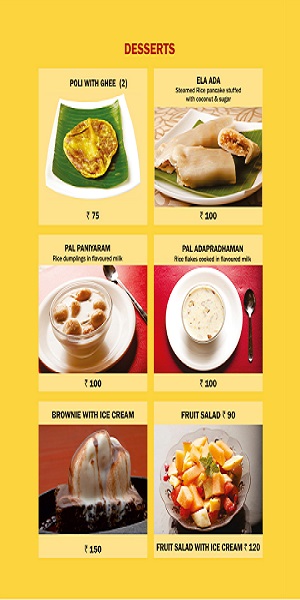 DESSERTS
POLI WITH GHEE (2)
₹ 75
ELA ADA
Steamed Rice pancake stuffed
with coconut & sugar
₹ 100
PAL PANIYARAM
Rice dumplings in flavoured milk
₹ 100
PAL ADAPRADHAMAN
Rice flakes cooked in flavoured milk
₹ 100
BROWNIE WITH ICE CREAM
₹ 150
FRUIT SALAD ₹ 90
FRUIT SALAD WITH ICE CREAM ₹ 120